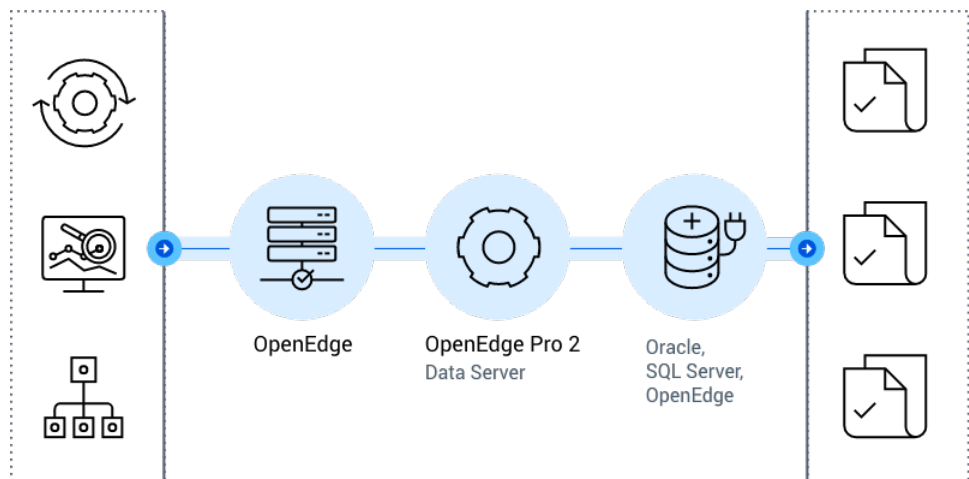 OpenEdge
OpenEdge Pro 2
Data Server
Oracle,
SQL Server,
OpenEdge